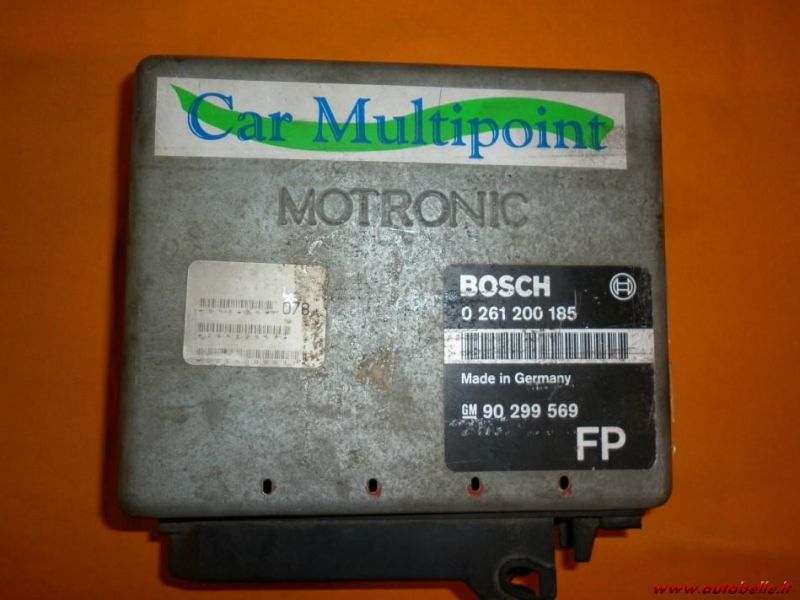 Car Multipoint
MOTRONIC
078
BOSCH
0 261 200 185
Made in Germany
GM 90 299 569
FP
www.autobelle.it